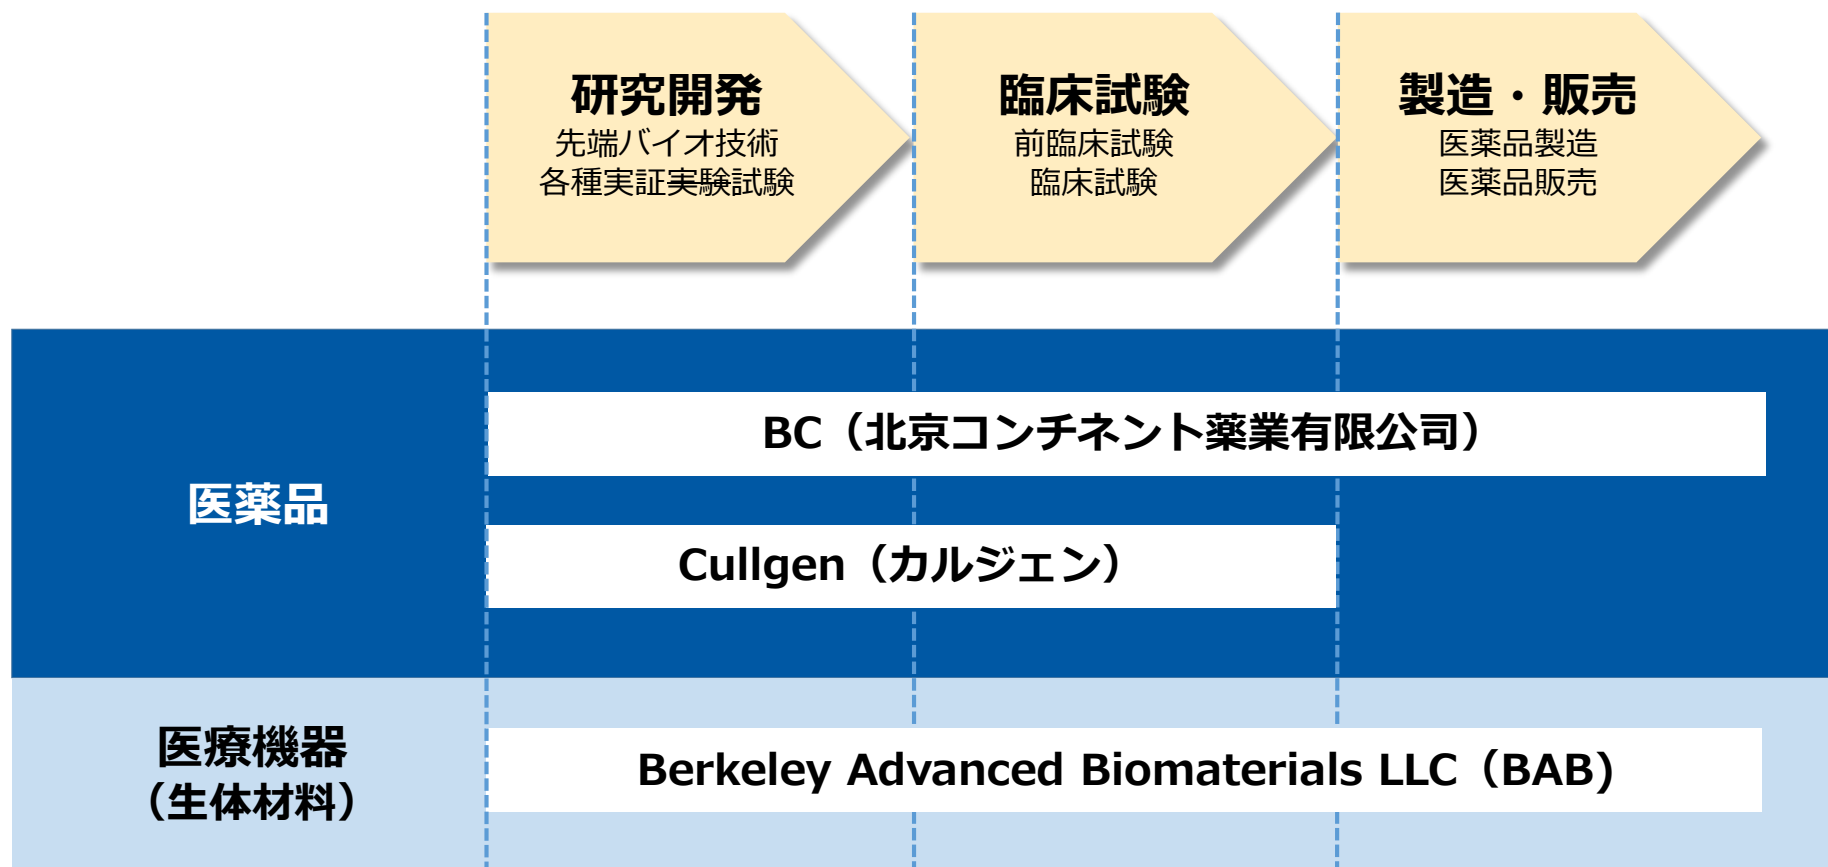 研究開発
先端バイオ技術
各種実証実験試験
臨床試験
前臨床試験
臨床試験
製造・販売
医薬品製造
医薬品販売
医薬品
BC（北京コンチネント薬業有限公司）
Cullgen（カルジェン）
医療機器
（生体材料）
Berkeley Advanced Biomaterials LLC（BAB)